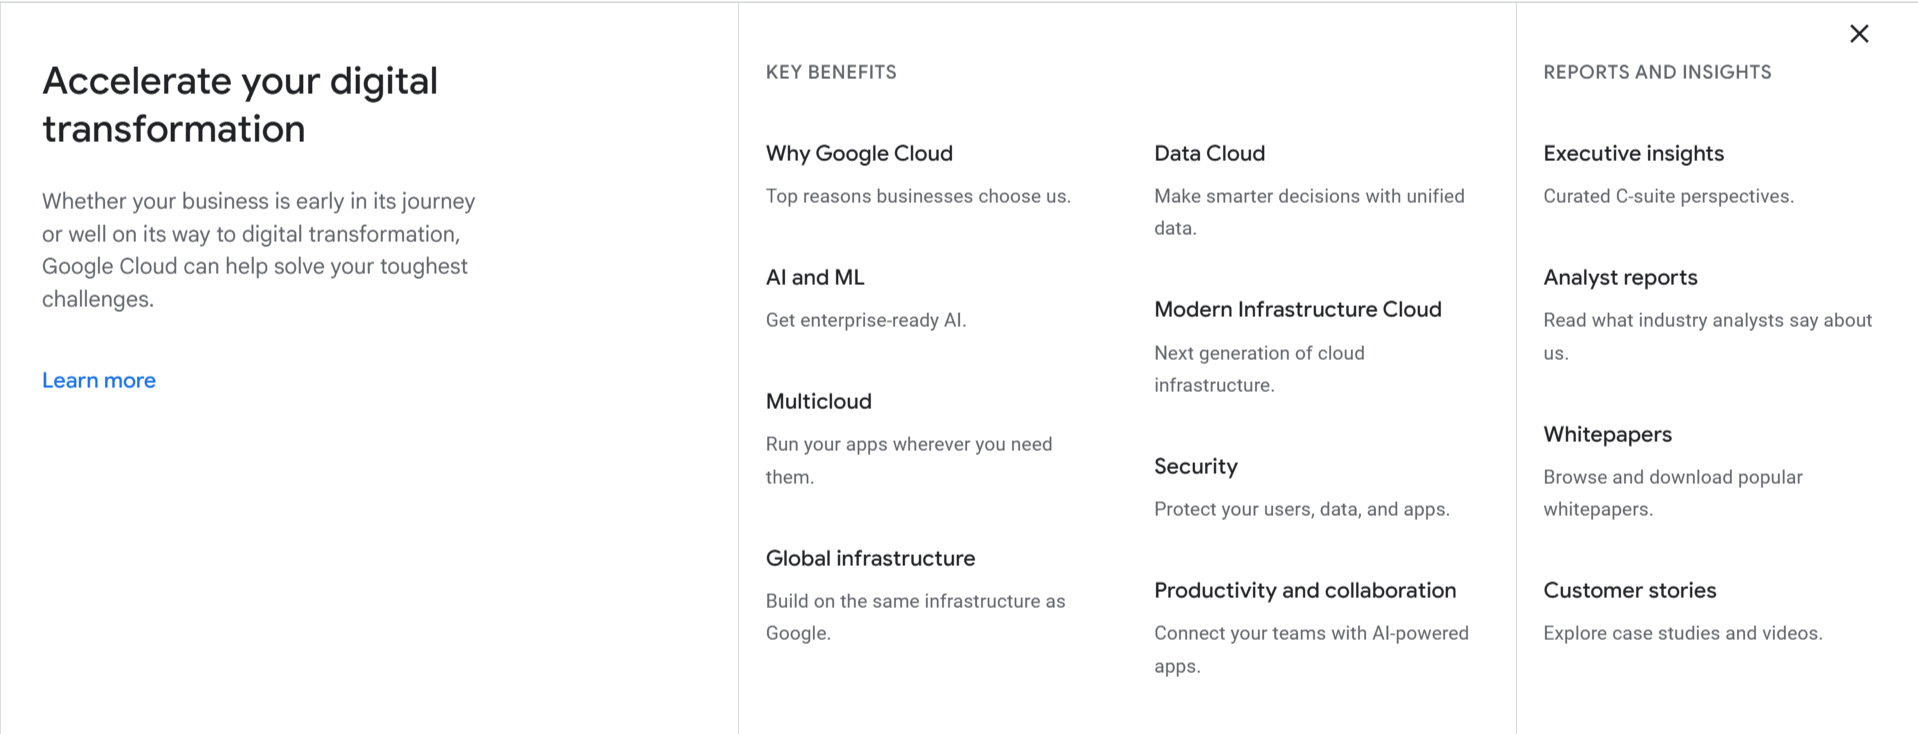 Accelerate your digital
transformation
Whether your business is early in its journey
or well on its way to digital transformation,
Google Cloud can help solve your toughest
challenges.
Learn more
KEY BENEFITS
Why Google Cloud
Top reasons businesses choose us.
AI and ML
Get enterprise-ready AI.
Multicloud
Run your apps wherever you need
them.
Global infrastructure
Build on the same infrastructure as
Google.
Data Cloud
Make smarter decisions with unified
data.
Modern Infrastructure Cloud
Next generation of cloud
infrastructure.
Security
Protect your users, data, and apps.
Productivity and collaboration
Connect your teams with AI-powered
apps.
REPORTS AND INSIGHTS
Executive insights
Curated C-suite perspectives.
Analyst reports
Read what industry analysts say about
us.
Whitepapers
Browse and download popular
whitepapers.
Customer stories
Explore case studies and videos.